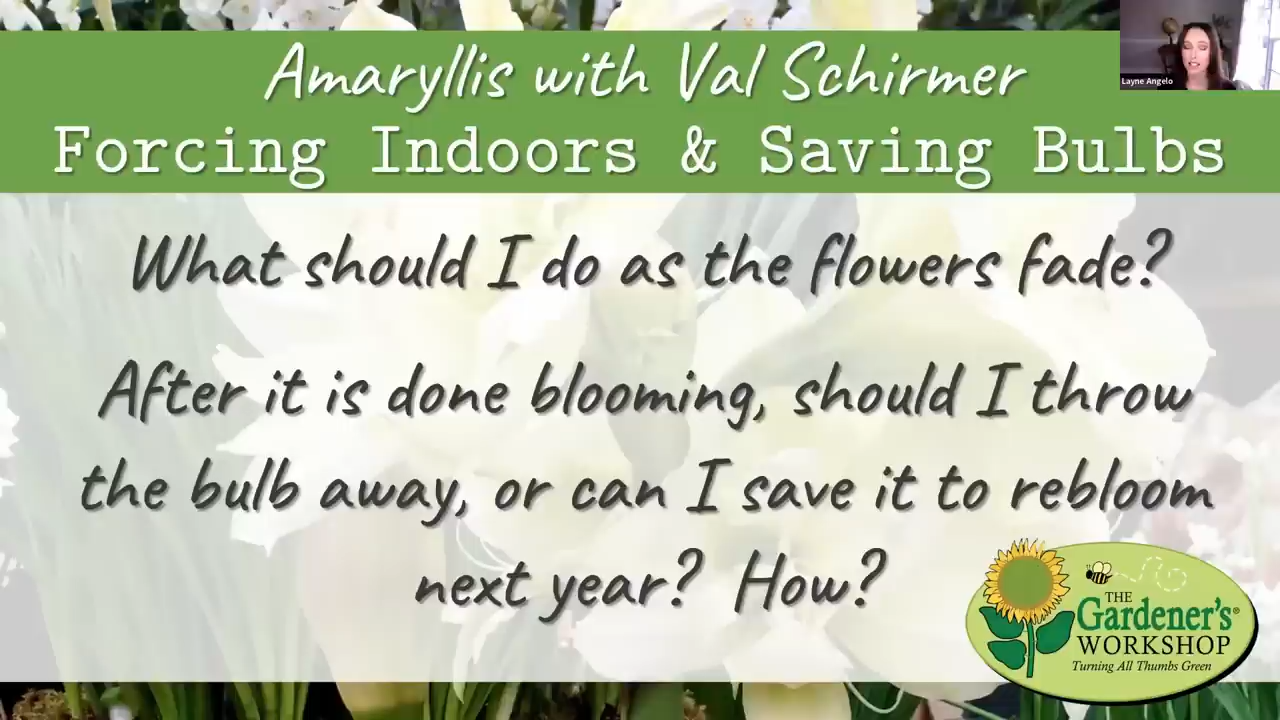 Amaryllis with Val Schirmer
Layne Angelo
Forcing Indoors & Saving Bulbs
What should I do as the flowers fade?
After it is done blooming, should I throw
the bulb away, or can I save it to rebloom
next year? How?
THE
Gardener's®
WORKSHOP
Turning All Thumbs Green